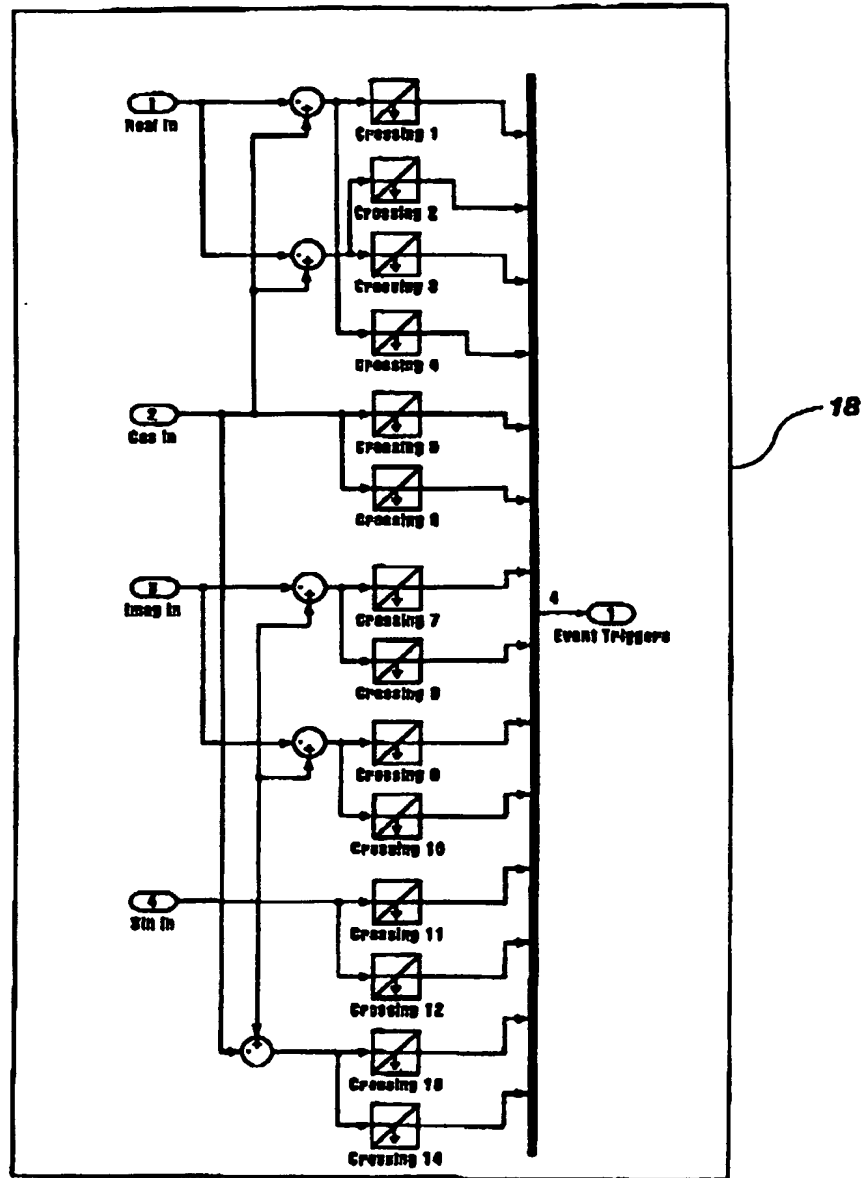 1
Real In
Crossing 1
Crossing 2
Crossing 3
Crossing 4
2
Cos In
Crossing 5
Crossing 6
3
Imag In
Crossing 7
Crossing 8
4
1
Event Triggers
Crossing 9
Crossing 10
4
Sin In
Crossing 11
Crossing 12
Crossing 13
Crossing 14
18